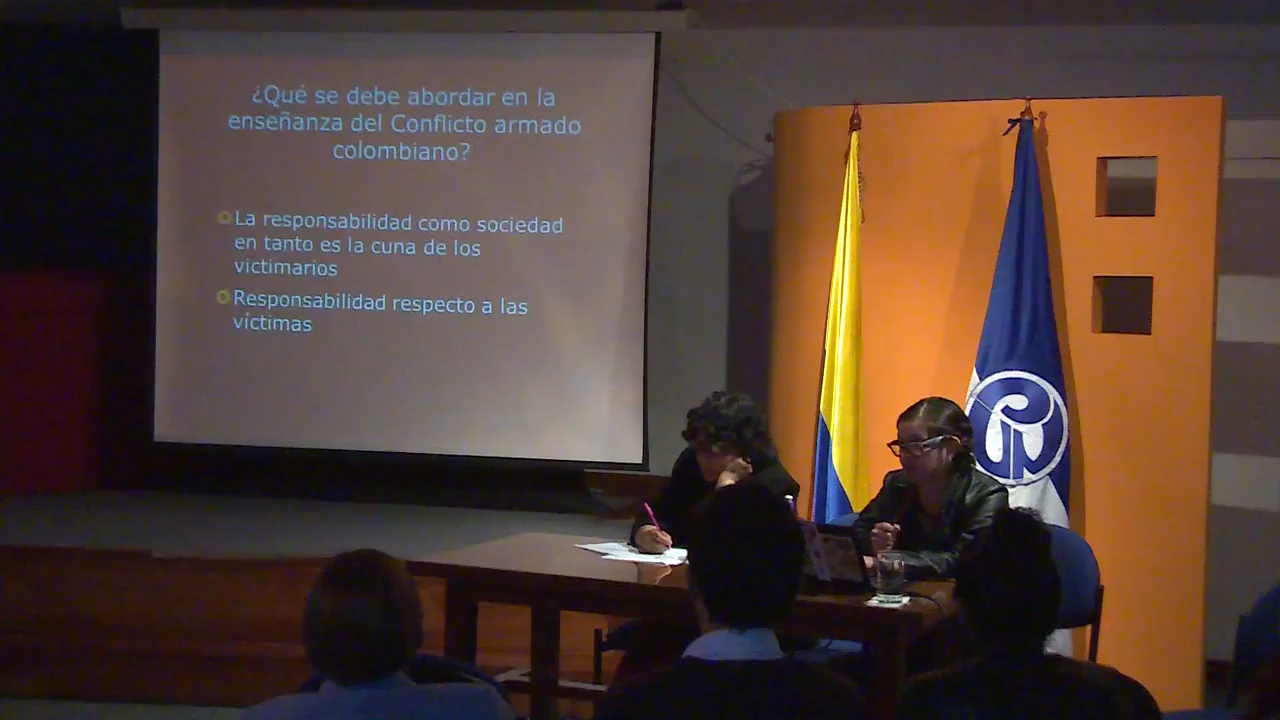 ¿Qué se debe abordar en la
enseñanza del Conflicto armado
colombiano?
La responsabilidad como sociedad
en tanto es la cuna de los
victimarios
Responsabilidad respecto a las
víctimas